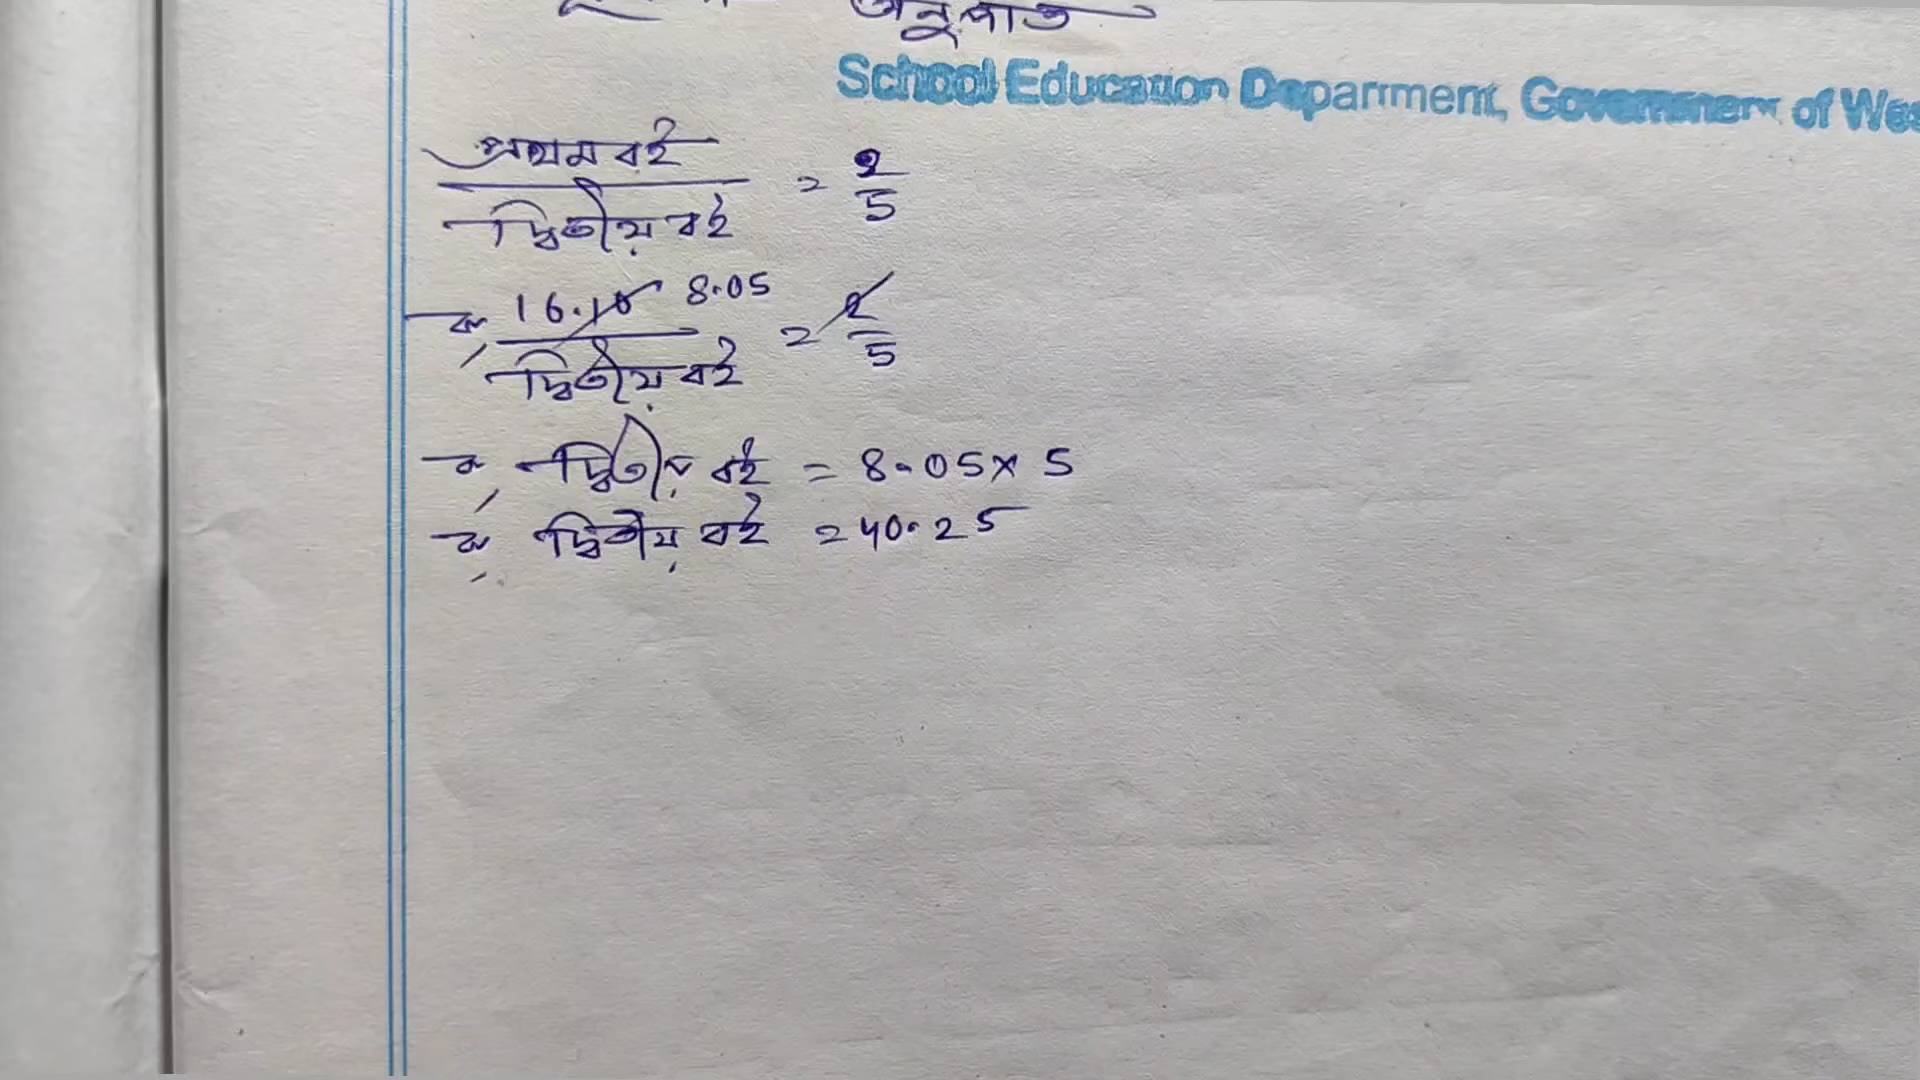 অনুপাত
School Education Department, Government of Wes
প্রথম বই / দ্বিতীয় বই = 2/5
বা, 16.10 8.05 / দ্বিতীয় বই = 2/5
বা, দ্বিতীয় বই = 8.05 × 5
বা, দ্বিতীয় বই = 40.25